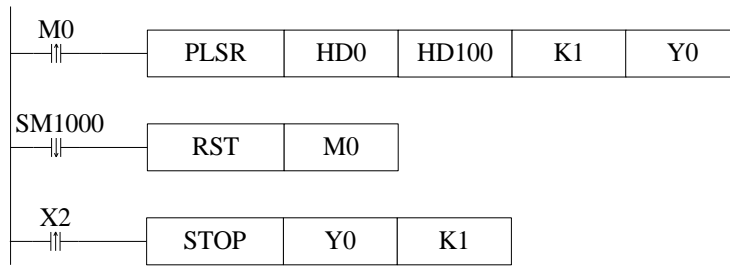 M0
PLSR HD0 HD100 K1 Y0
SM1000
RST M0
X2
STOP Y0 K1